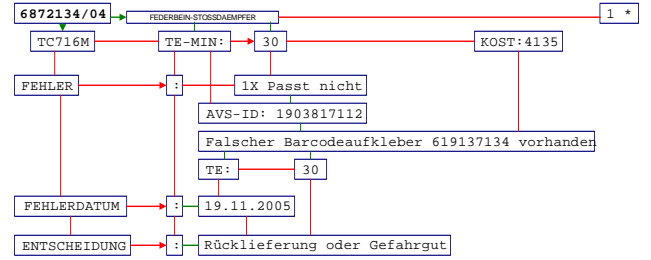 6872134/04 FEDERBEIN-STOSSDAEMPFER 1 *
TC716M TE-MIN: 30 KOST:4135
FEHLER : 1X Passt nicht
AVS-ID: 1903817112
Falscher Barcodeaufkleber 619137134 vorhanden
TE: 30
FEHLERDATUM : 19.11.2005
ENTSCHEIDUNG : Rücklieferung oder Gefahrgut